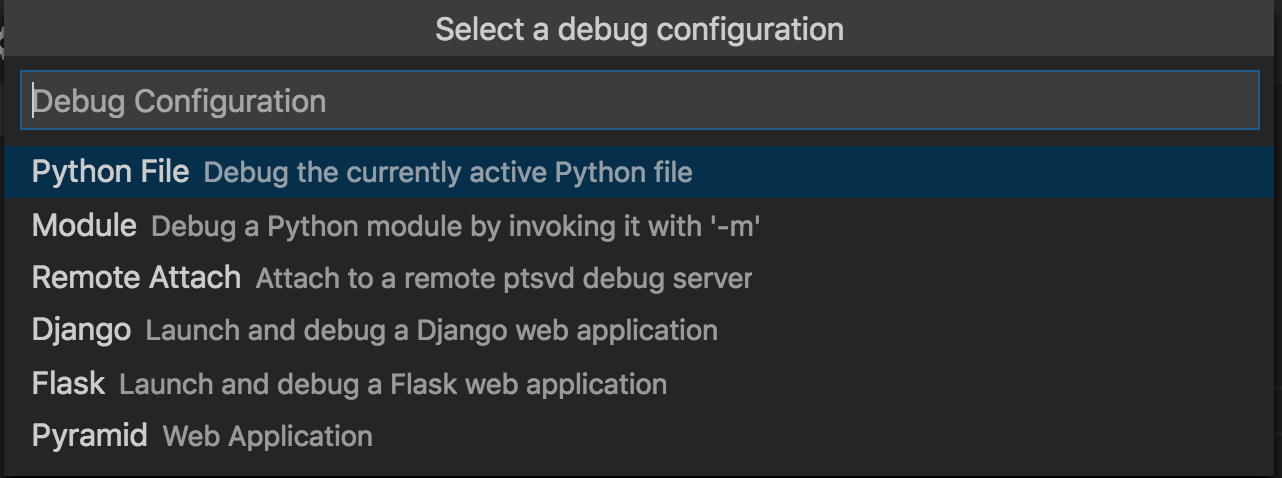 Select a debug configuration
Debug Configuration
Python File Debug the currently active Python file
Module Debug a Python module by invoking it with '-m'
Remote Attach Attach to a remote ptsvd debug server
Django Launch and debug a Django web application
Flask Launch and debug a Flask web application
Pyramid Web Application